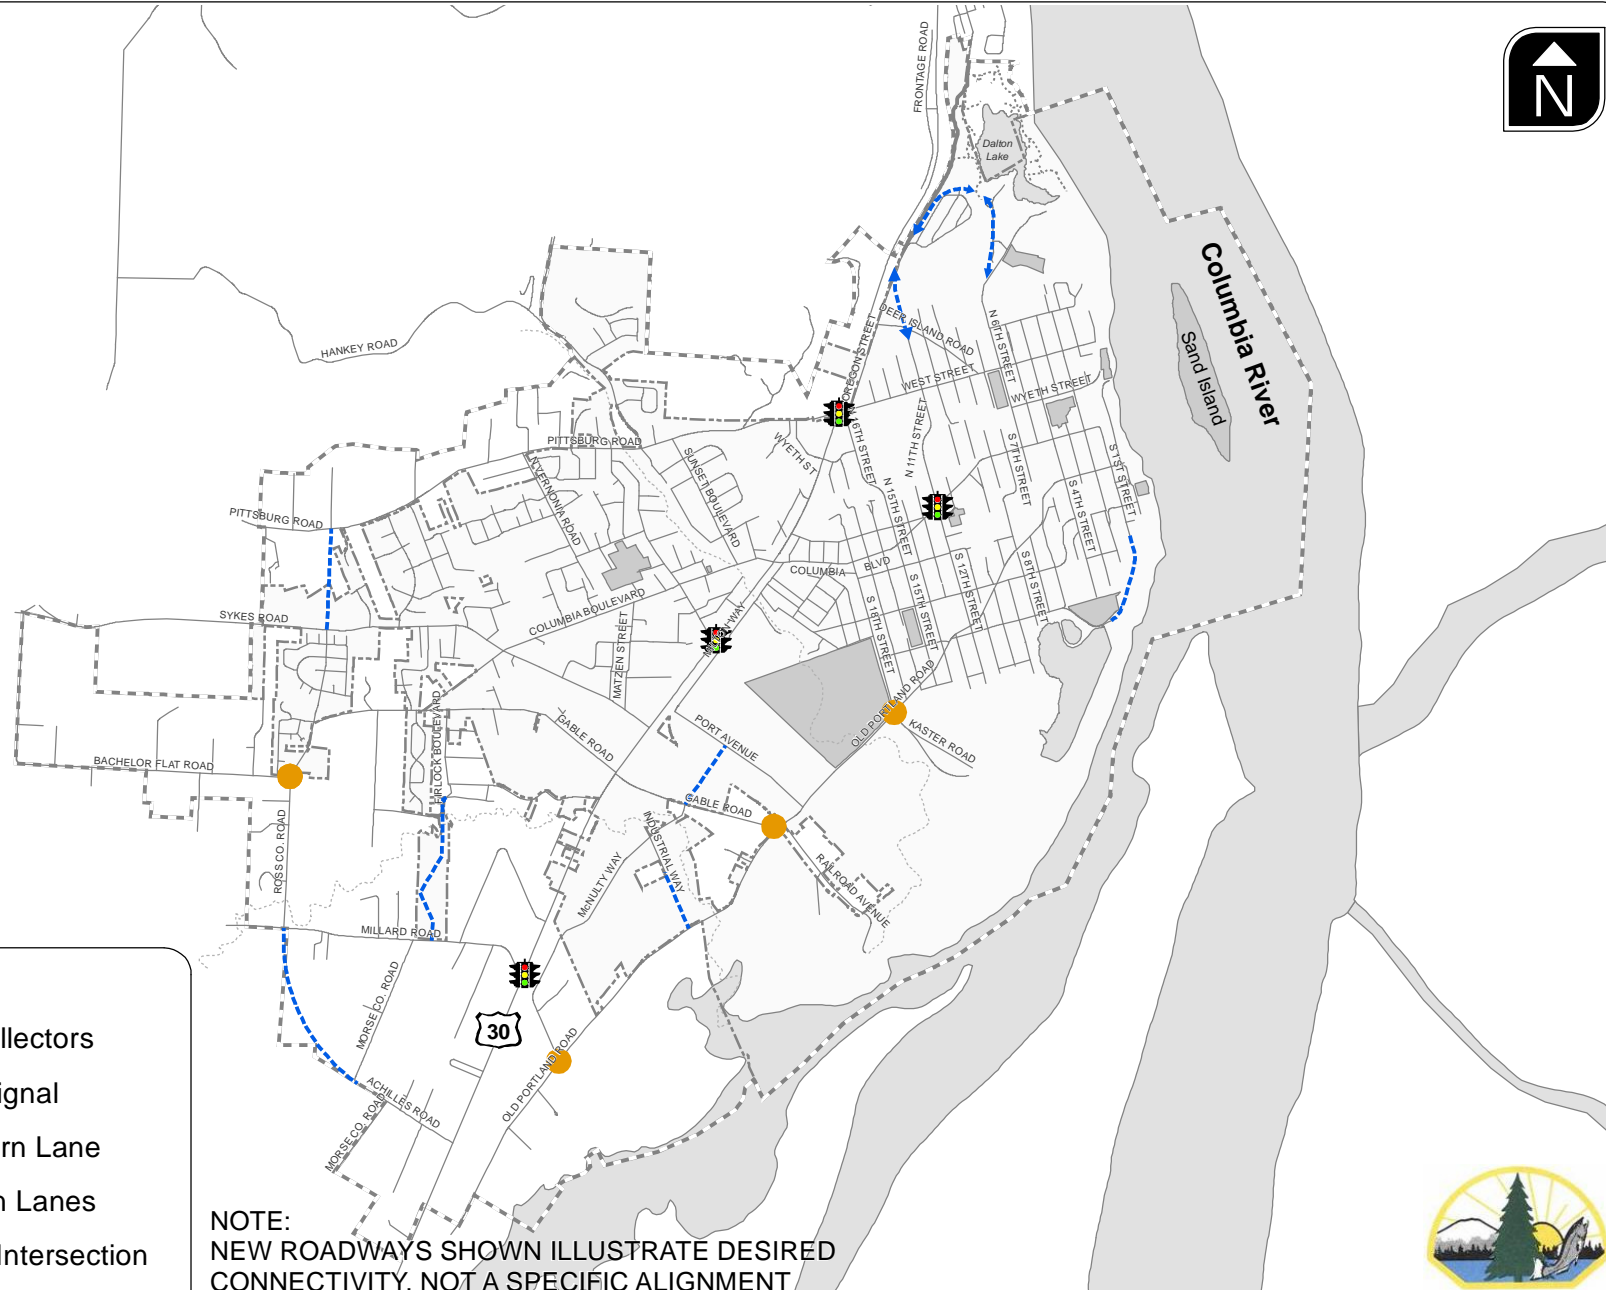 FRONTAGE ROAD
N
Dalton
Lake
Columbia River
Sand Island
DEER ISLAND ROAD
N 6TH STREET
HANKEY ROAD
OREGON STREET
WEST STREET
WYETH STREET
N 16TH STREET
N 11TH STREET
PITTSBURG ROAD
WYETH ST
SUNSET BOULEVARD
S 7TH STREET
S 1ST STREET
N VERNONIA ROAD
N 15TH STREET
S 4TH STREET
PITTSBURG ROAD
COLUMBIA
BLVD
S 12TH STREET
S 8TH STREET
S 15TH STREET
S 18TH STREET
SYKES ROAD
COLUMBIA BOULEVARD
MATZEN STREET
OLD PORTLAND ROAD
KASTER ROAD
PORT AVENUE
GABLE ROAD
FIRLOCK BOULEVARD
BACHELOR FLAT ROAD
GABLE ROAD
INDUSTRIAL WAY
ROSS CO. ROAD
McNULTY WAY
RAILROAD AVENUE
MILLARD ROAD
MORSE CO. ROAD
30
OLD PORTLAND ROAD
ACHILLES ROAD
MORSE CO. ROAD
llectors
ignal
rn Lane
n Lanes
Intersection
NOTE:
NEW ROADWAYS SHOWN ILLUSTRATE DESIRED
CONNECTIVITY, NOT A SPECIFIC ALIGNMENT